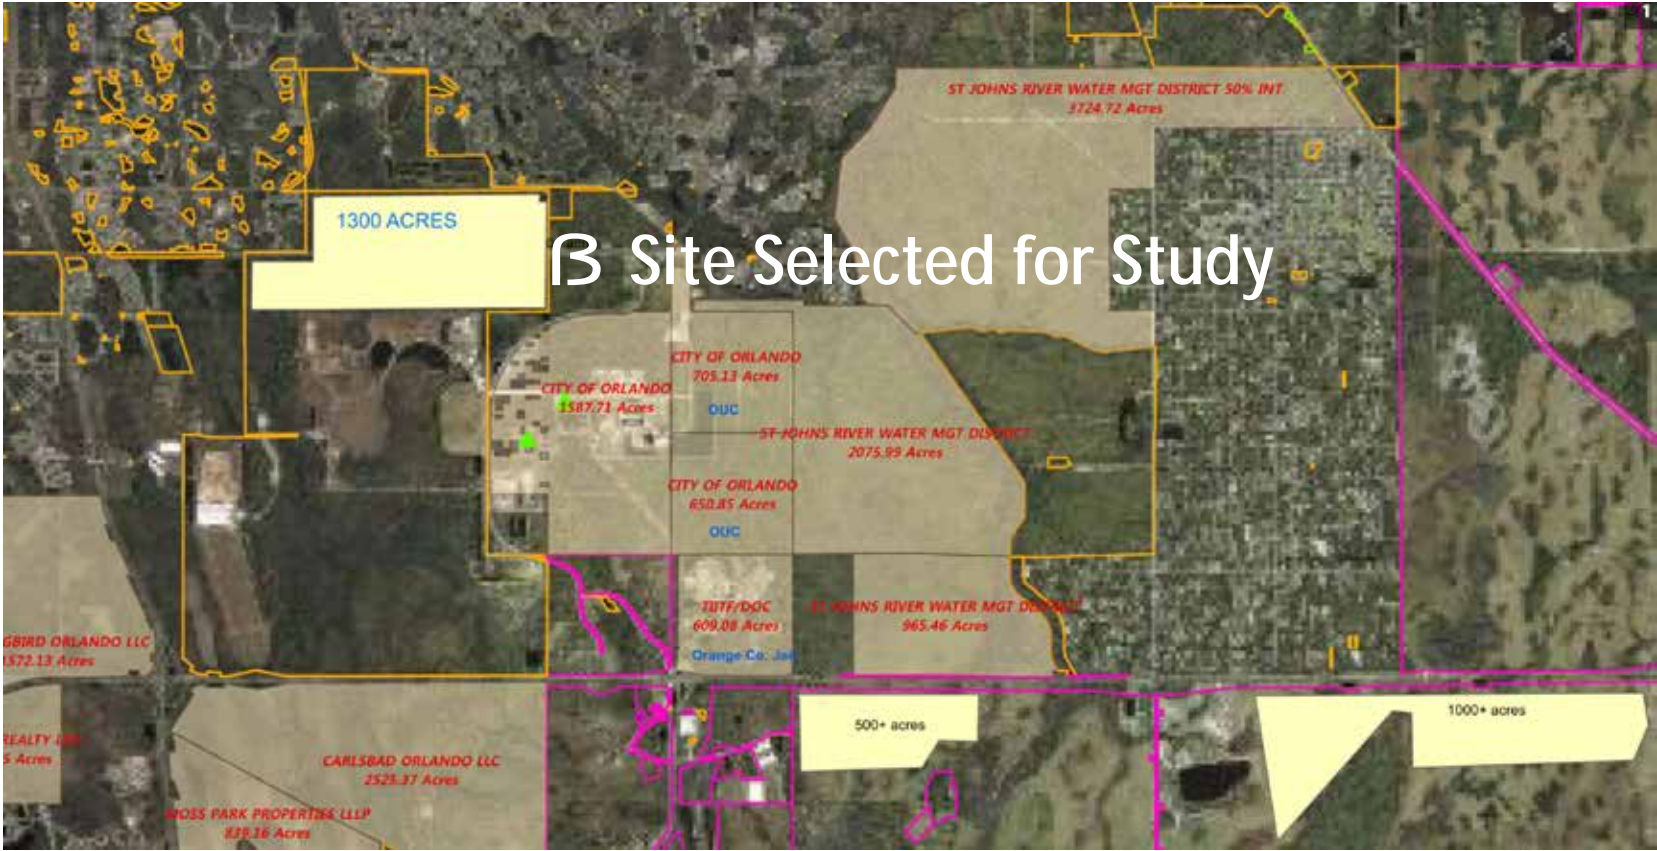 1
ST JOHNS RIVER WATER MGT DISTRICT 50% INT
3724.72 Acres
1300 ACRES
ß Site Selected for Study
CITY OF ORLANDO
705.13 Acres
CITY OF ORLANDO
1587.71 Acres
OUC
ST JOHNS RIVER WATER MGT DISTRICT
2075.99 Acres
CITY OF ORLANDO
650.85 Acres
OUC
TIITF/DOC
609.08 Acres
ST JOHNS RIVER WATER MGT DISTRICT
965.46 Acres
Orange Co. Jail
GBIRD ORLANDO LLC
1572.13 Acres
500+ acres
1000+ acres
REALTY
5 Acres
CARLSBAD ORLANDO LLC
2525.37 Acres
MOSS PARK PROPERTIES LLLP
839.16 Acres